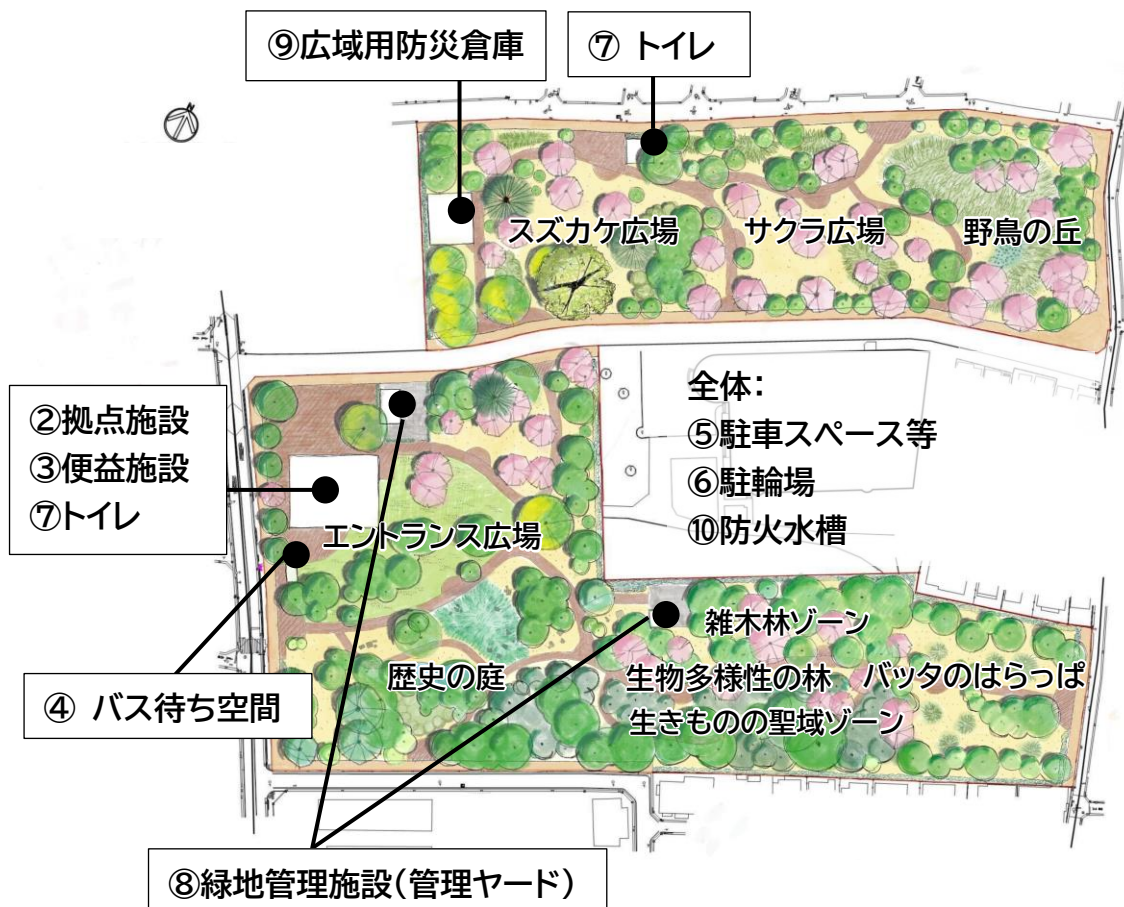 ⑨広域用防災倉庫
⑦ トイレ
スズカケ広場
サクラ広場
野鳥の丘
②拠点施設
③便益施設
⑦トイレ
全体:
⑤駐車スペース等
⑥駐輪場
⑩防火水槽
エントランス広場
④ バス待ち空間
歴史の庭
雑木林ゾーン
生物多様性の林
バッタのはらっぱ
生きものの聖域ゾーン
⑧緑地管理施設(管理ヤード)